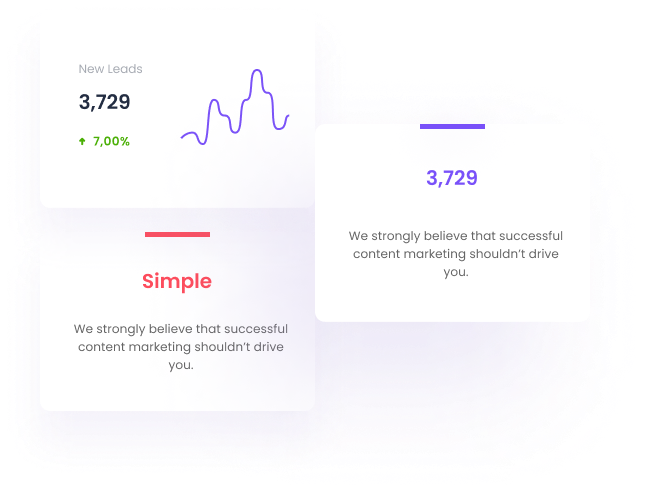 New Leads
3,729
7,00%
3,729
We strongly believe that successful
content marketing shouldn’t drive
you.
Simple
We strongly believe that successful
content marketing shouldn’t drive
you.